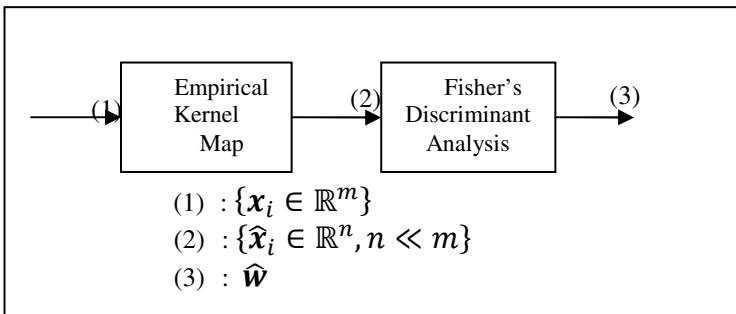 (1)
Empirical
Kernel
Map
(2)
Fisher's
Discriminant
Analysis
(3)
(1) : {𝒙ᵢ ∈ ℝᵐ}
(2) : {𝒙̂ᵢ ∈ ℝⁿ, n ≪ m}
(3) : 𝒘̂